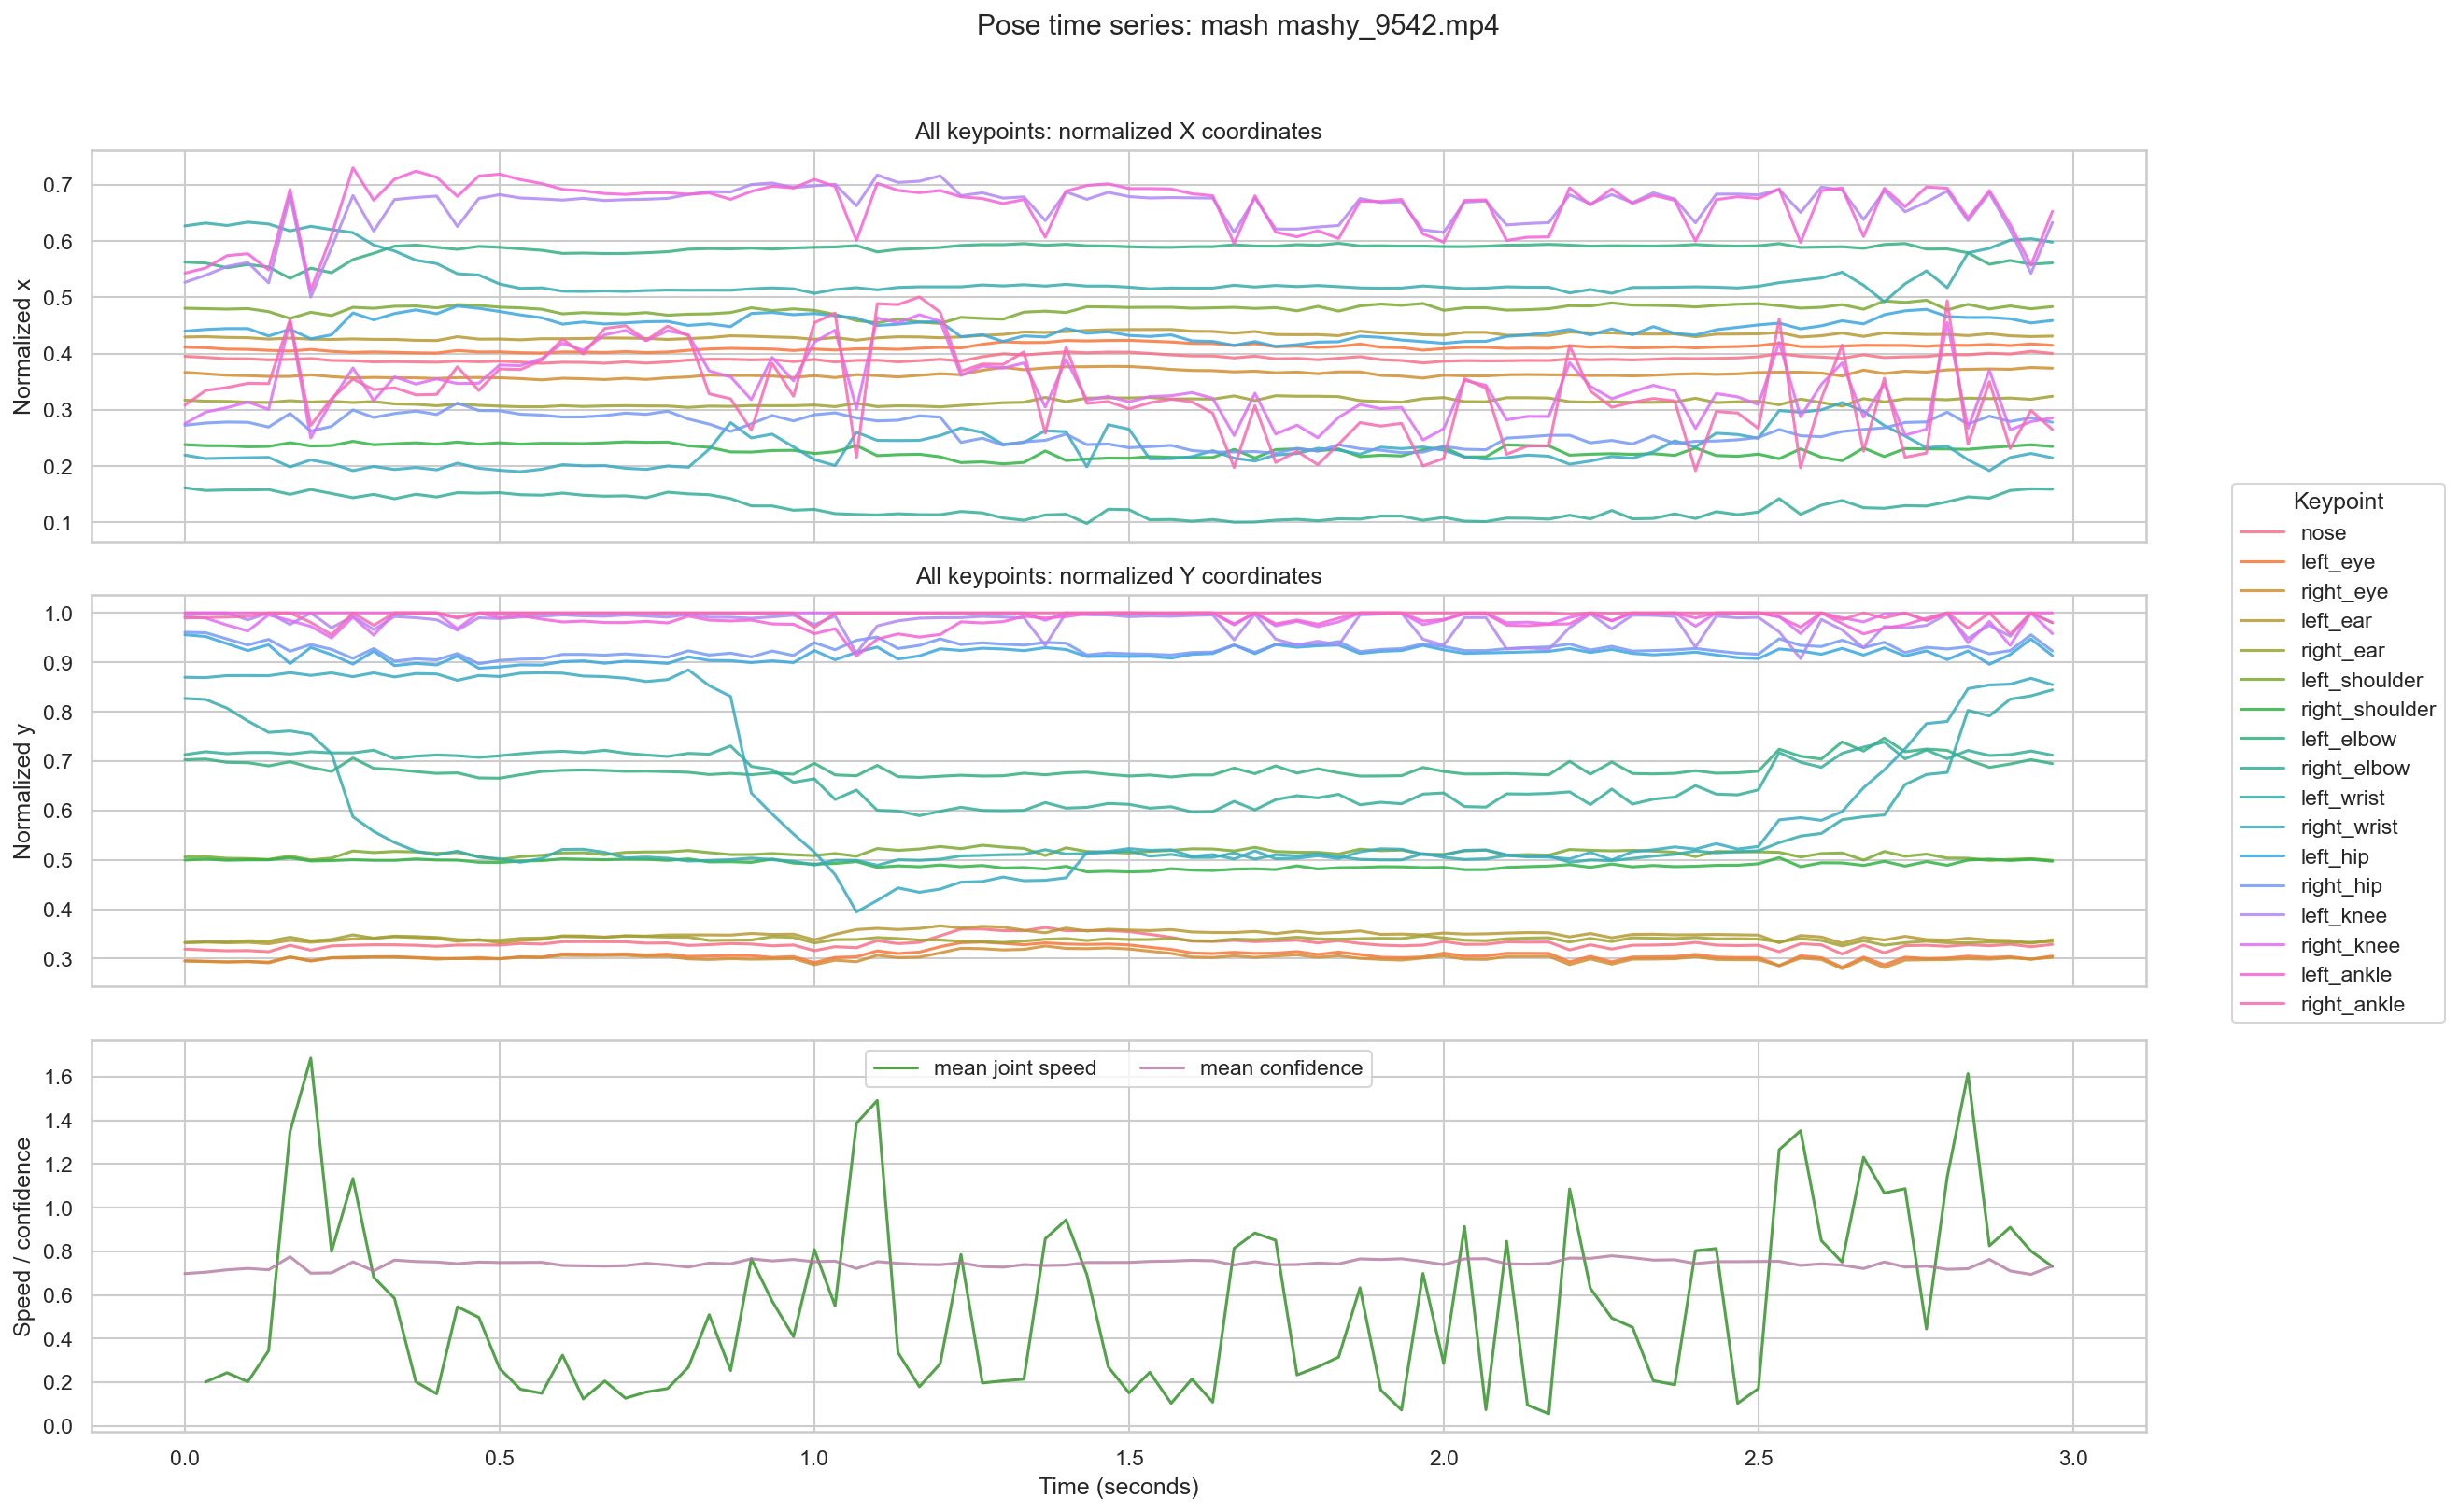 Pose time series: mash mashy_9542.mp4
All keypoints: normalized X coordinates
Normalized x
0.7
0.6
0.5
0.4
0.3
0.2
0.1
All keypoints: normalized Y coordinates
Normalized y
1.0
0.9
0.8
0.7
0.6
0.5
0.4
0.3
Keypoint
nose
left_eye
right_eye
left_ear
right_ear
left_shoulder
right_shoulder
left_elbow
right_elbow
left_wrist
right_wrist
left_hip
right_hip
left_knee
right_knee
left_ankle
right_ankle
mean joint speed mean confidence
Speed / confidence
1.6
1.4
1.2
1.0
0.8
0.6
0.4
0.2
0.0
0.0 0.5 1.0 1.5 2.0 2.5 3.0
Time (seconds)